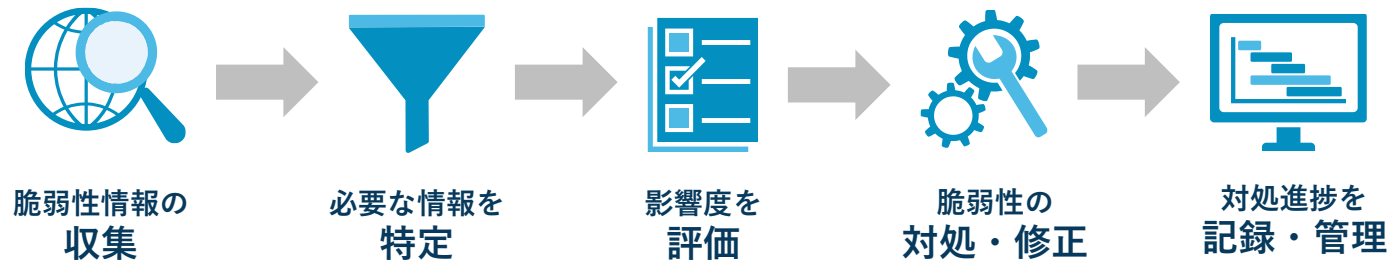 脆弱性情報の
収集
必要な情報を
特定
影響度を
評価
脆弱性の
対処・修正
対処進捗を
記録・管理